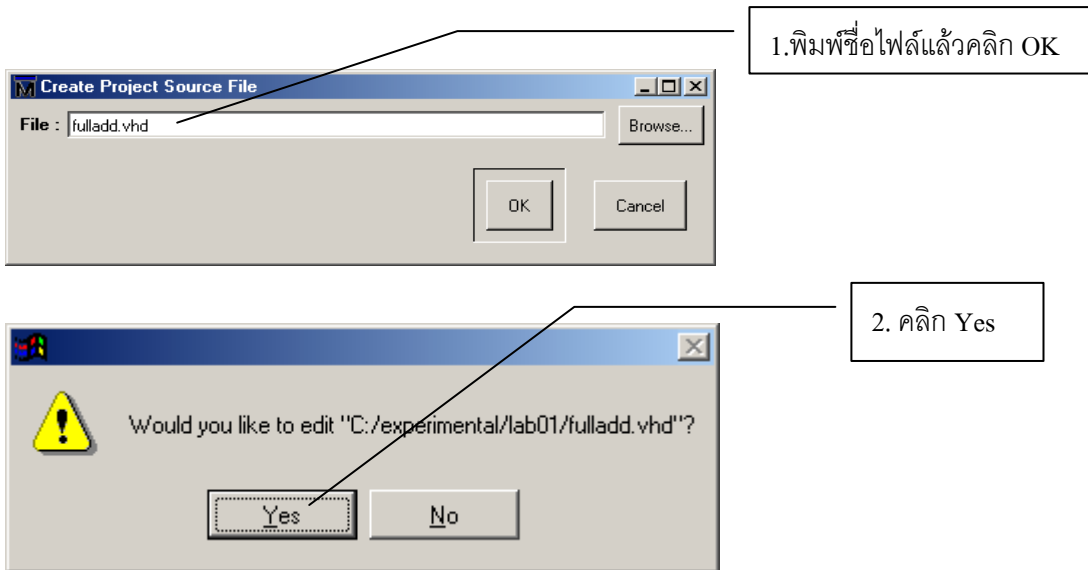 1.พิมพ์ชื่อไฟล์แล้วคลิก OK
Create Project Source File
File : fulladd.vhd Browse...
OK Cancel
2. คลิก Yes
Would you like to edit "C:/experimental/lab01/fulladd.vhd"?
Yes No